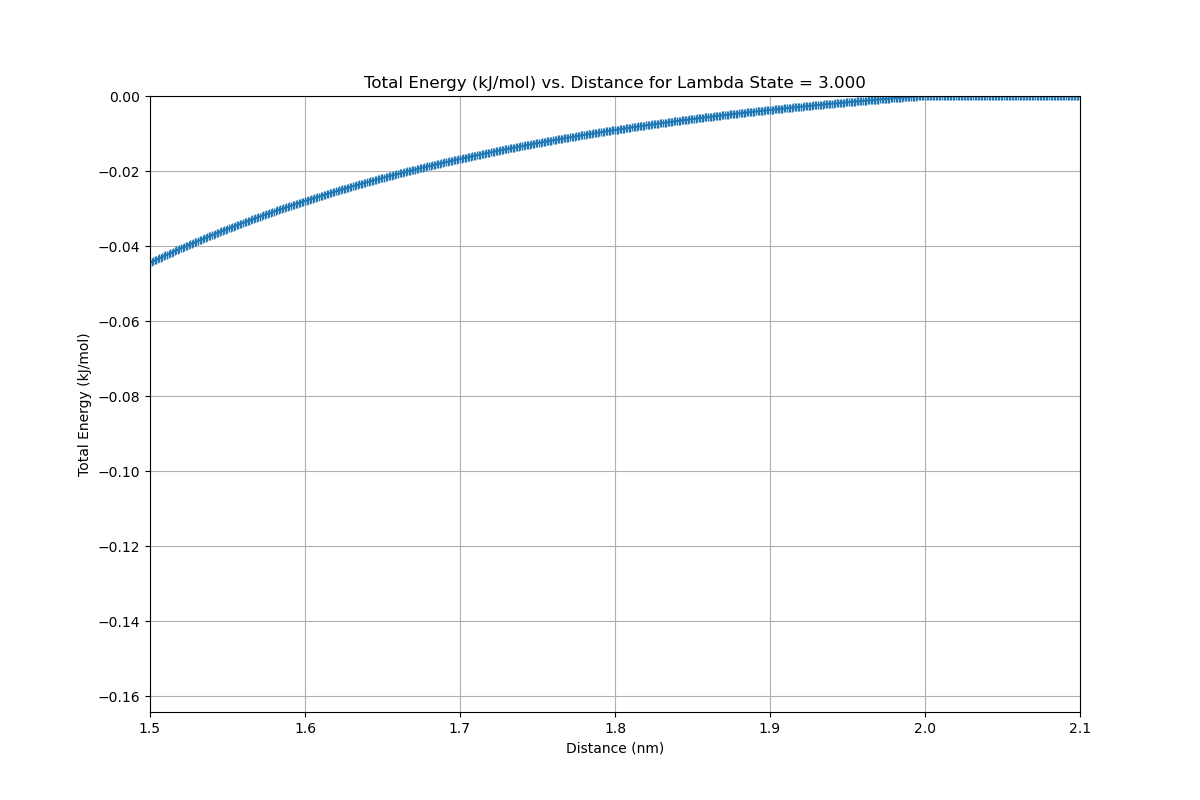 Total Energy (kJ/mol) vs. Distance for Lambda State = 3.000
0.00
−0.02
−0.04
−0.06
−0.08
−0.10
−0.12
−0.14
−0.16
Total Energy (kJ/mol)
1.5 1.6 1.7 1.8 1.9 2.0 2.1
Distance (nm)